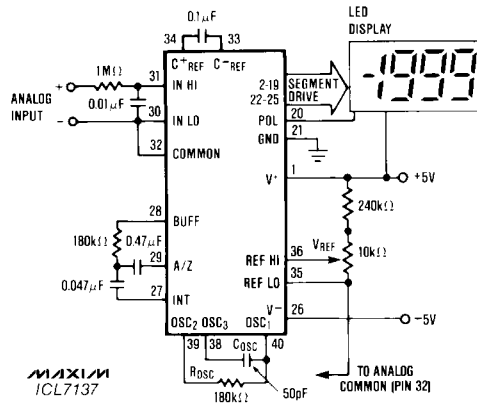 0.1μF
34 33
C+REF C-REF
LED
DISPLAY
-1999
1MΩ
31
IN HI
+
ANALOG
INPUT
-
0.01μF
30
IN LO
32
COMMON
2-19
22-25
SEGMENT
DRIVE
20
POL
21
GND
1
V+
+5V
240kΩ
28
BUFF
180kΩ
0.47μF
29
A/Z
0.047μF
27
INT
36
REF HI
VREF
10kΩ
35
REF LO
V- 26
-5V
OSC2 OSC3 OSC1
39 38 40
COSC
ROSC
50pF
180kΩ
TO ANALOG
COMMON (PIN 32)
MAXIM
ICL7137